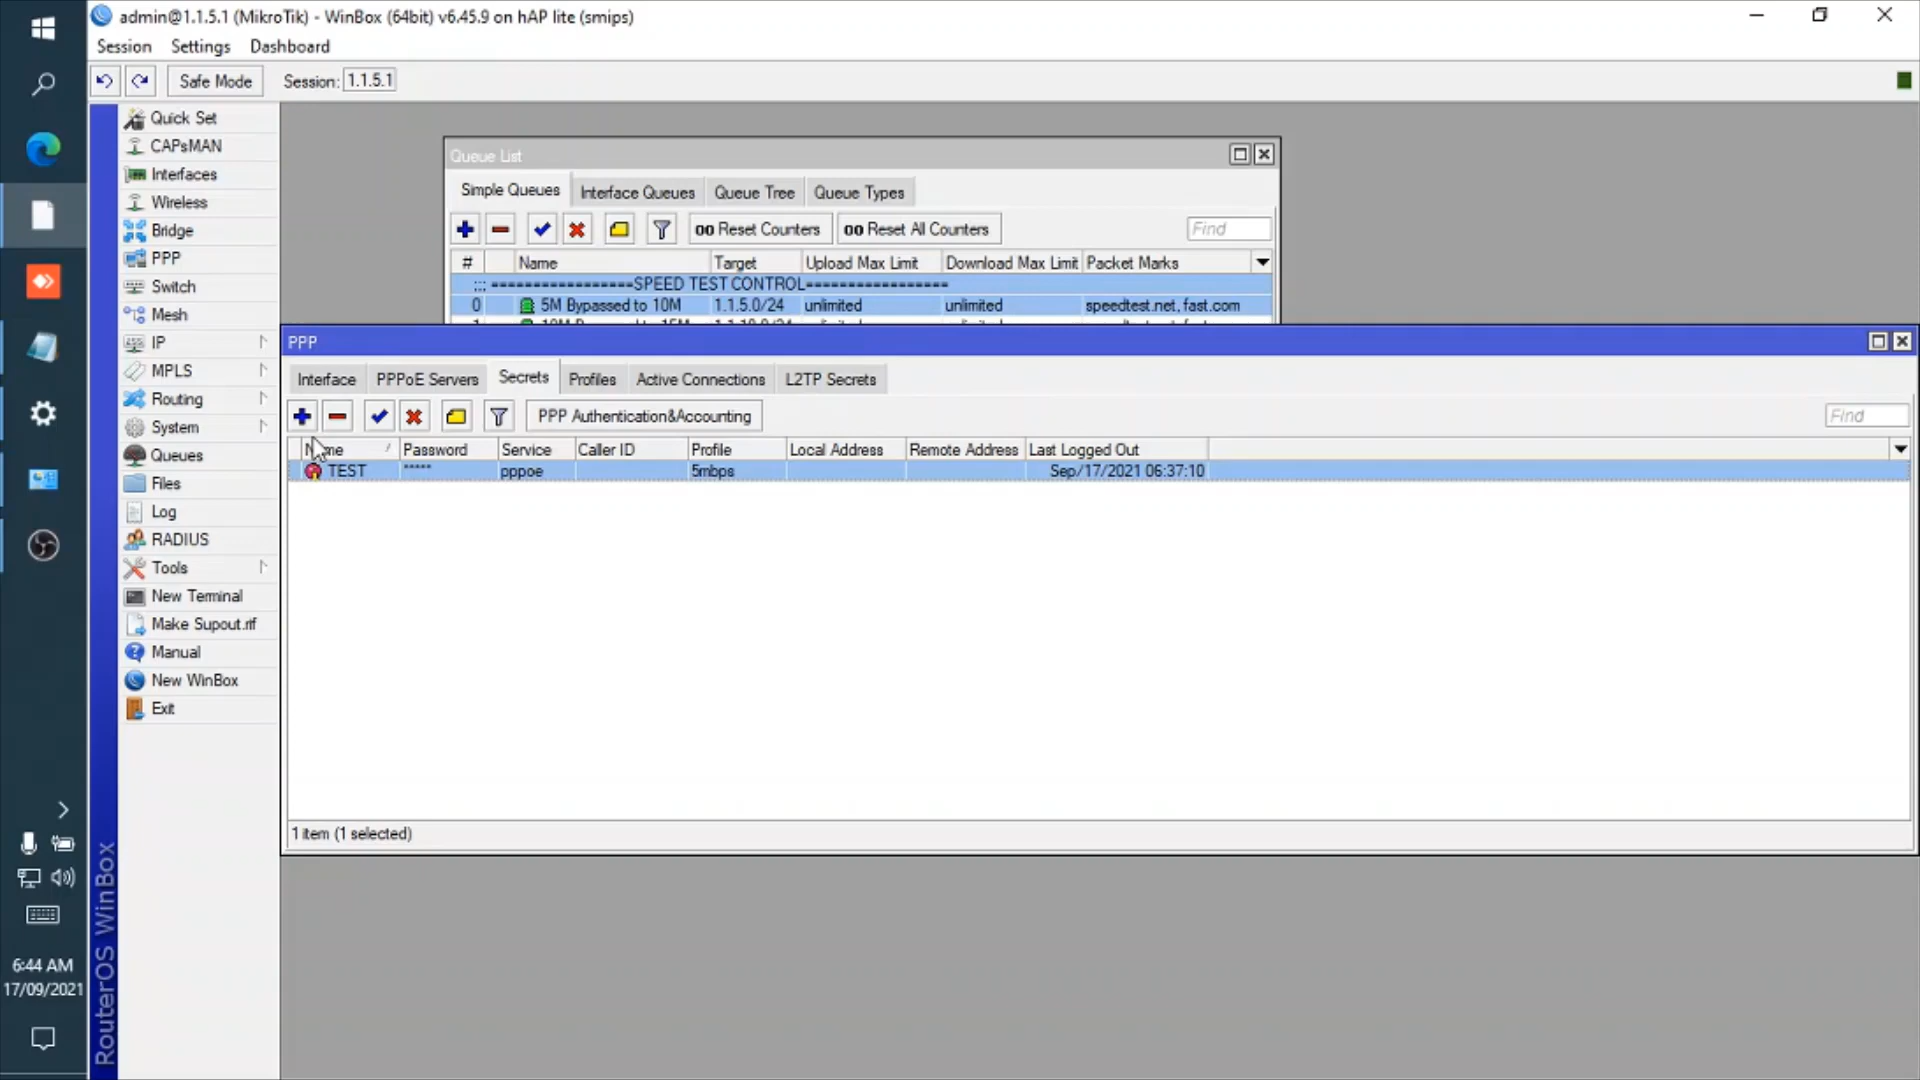 admin@1.1.5.1 (MikroTik) - WinBox (64bit) v6.45.9 on hAP lite (smips)
Session Settings Dashboard
Safe Mode Session: 1.1.5.1
Quick Set
CAPsMAN
Interfaces
Wireless
Bridge
PPP
Switch
Mesh
IP
MPLS
Routing
System
Queues
Files
Log
RADIUS
Tools
New Terminal
Make Supout.rif
Manual
New WinBox
Exit
RouterOS WinBox
Queue List
Simple Queues Interface Queues Queue Tree Queue Types
00 Reset Counters 00 Reset All Counters Find
# Name Target Upload Max Limit Download Max Limit Packet Marks
::: =================SPEED TEST CONTROL=================
0 5M Bypassed to 10M 1.1.5.0/24 unlimited unlimited speedtest.net, fast.com
PPP
Interface PPPoE Servers Secrets Profiles Active Connections L2TP Secrets
PPP Authentication&Accounting Find
Name Password Service Caller ID Profile Local Address Remote Address Last Logged Out
TEST ***** pppoe 5mbps Sep/17/2021 06:37:10
1 item (1 selected)
6:44 AM
17/09/2021